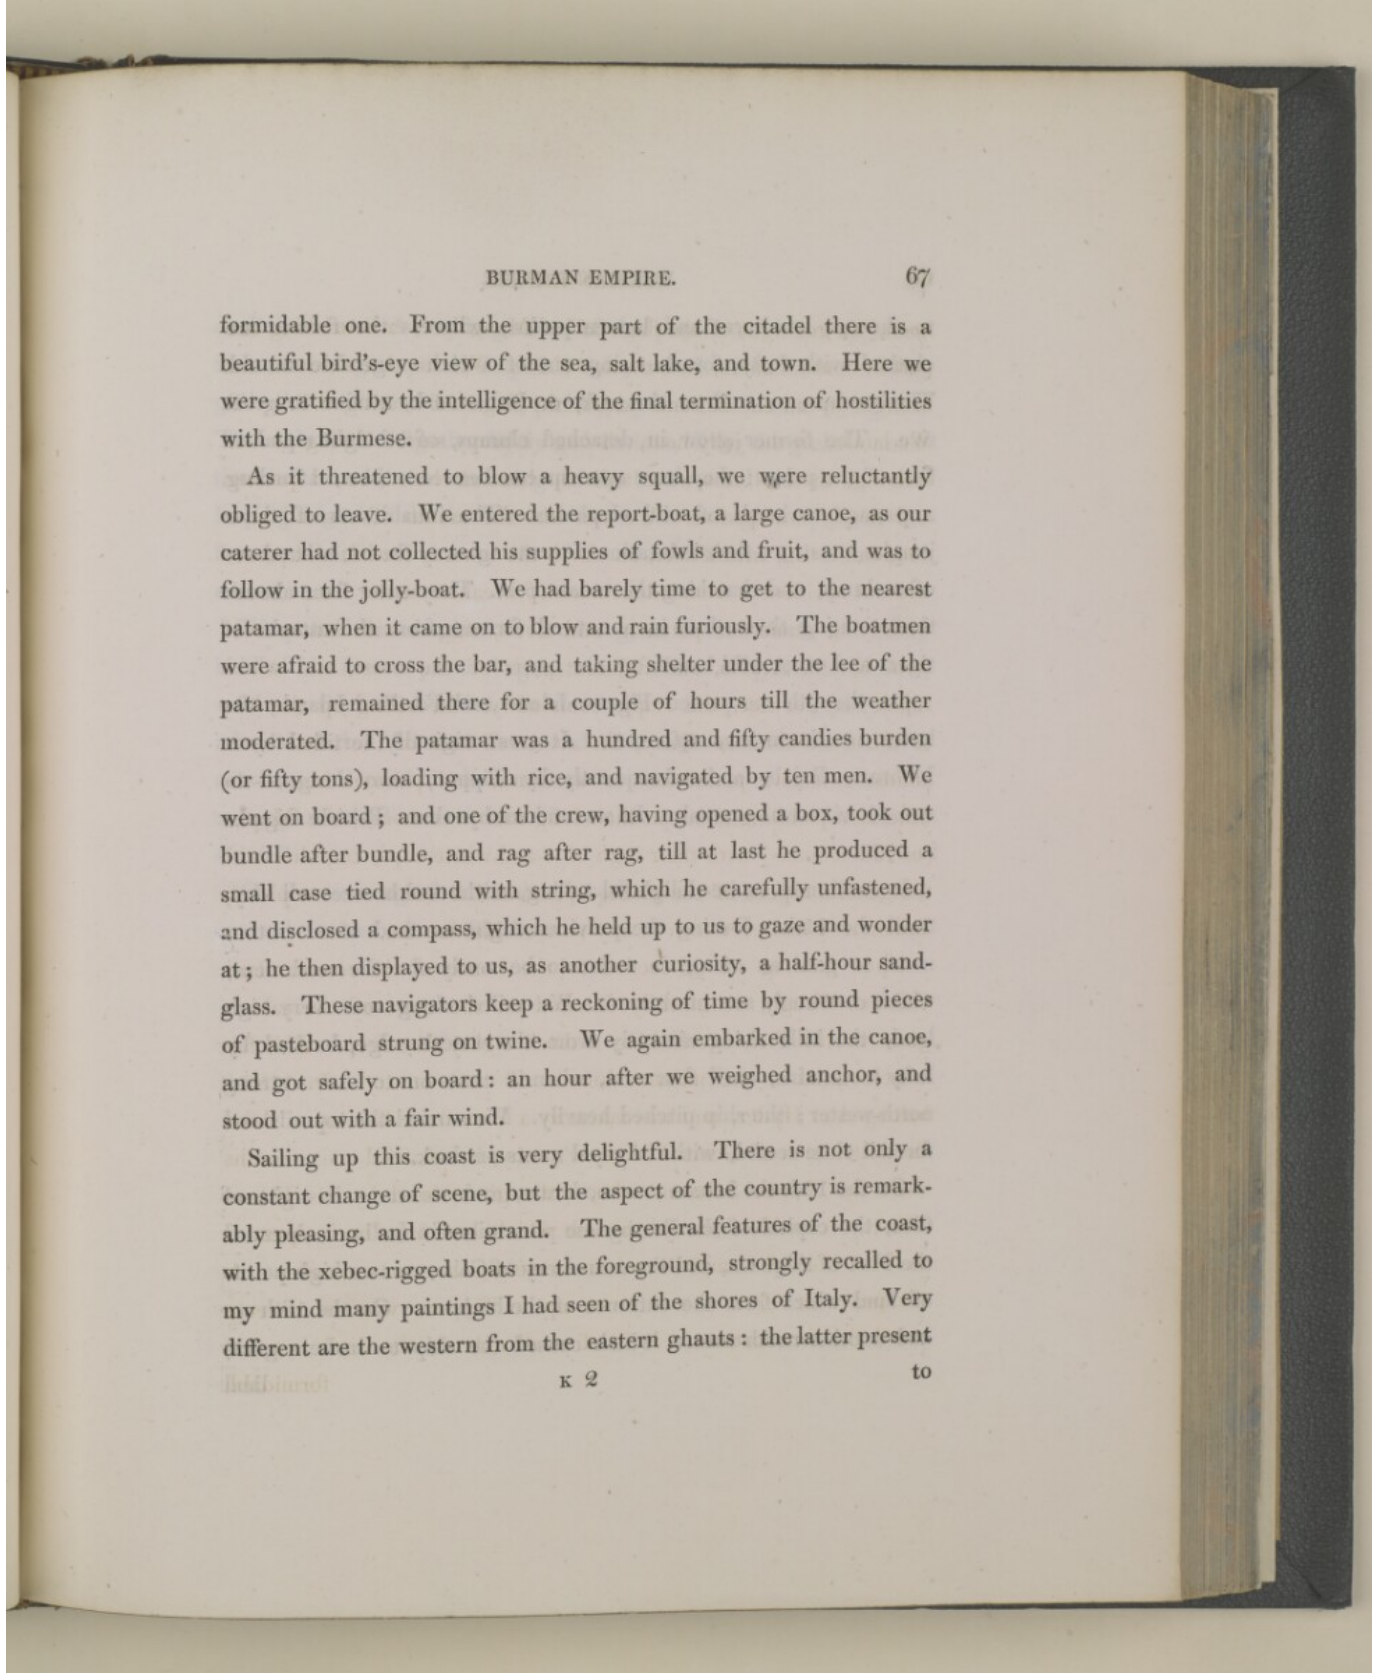 BURMAN EMPIRE. 67
formidable one. From the upper part of the citadel there is a
beautiful bird's-eye view of the sea, salt lake, and town. Here we
were gratified by the intelligence of the final termination of hostilities
with the Burmese.
As it threatened to blow a heavy squall, we were reluctantly
obliged to leave. We entered the report-boat, a large canoe, as our
caterer had not collected his supplies of fowls and fruit, and was to
follow in the jolly-boat. We had barely time to get to the nearest
patamar, when it came on to blow and rain furiously. The boatmen
were afraid to cross the bar, and taking shelter under the lee of the
patamar, remained there for a couple of hours till the weather
moderated. The patamar was a hundred and fifty candies burden
(or fifty tons), loading with rice, and navigated by ten men. We
went on board; and one of the crew, having opened a box, took out
bundle after bundle, and rag after rag, till at last he produced a
small case tied round with string, which he carefully unfastened,
and disclosed a compass, which he held up to us to gaze and wonder
at; he then displayed to us, as another curiosity, a half-hour sand-
glass. These navigators keep a reckoning of time by round pieces
of pasteboard strung on twine. We again embarked in the canoe,
and got safely on board: an hour after we weighed anchor, and
stood out with a fair wind.
Sailing up this coast is very delightful. There is not only a
constant change of scene, but the aspect of the country is remark-
ably pleasing, and often grand. The general features of the coast,
with the xebec-rigged boats in the foreground, strongly recalled to
my mind many paintings I had seen of the shores of Italy. Very
different are the western from the eastern ghauts: the latter present
K 2 to